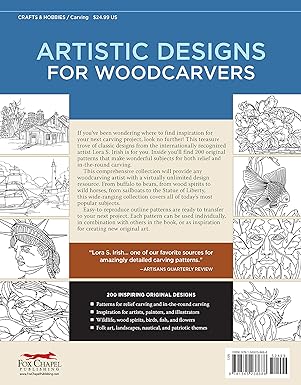 CRAFTS & HOBBIES / Carving   $24.99 US
ARTISTIC DESIGNS
FOR WOODCARVERS
If you've been wondering where to find inspiration for
your next carving project, look no further! This treasure
trove of classic designs from the internationally recognized
artist Lora S. Irish is for you. Inside you'll find 200 original
patterns that make wonderful subjects for both relief and
in-the-round carving.
This comprehensive collection will provide any
woodcarving artist with a virtually unlimited design
resource. From buffalo to bears, from wood spirits to
wild horses, from sailboats to the Statue of Liberty,
this wide-ranging collection covers all of today's most
popular subjects.
Easy-to-reproduce outline patterns are ready to transfer
to your next project. Each pattern can be used individually,
in combination with others in the book, or as inspiration
for creating new original art.
"Lora S. Irish... one of our favorite sources for
amazingly detailed carving patterns."
—ARTISANS QUARTERLY REVIEW
200 INSPIRING ORIGINAL DESIGNS
Patterns for relief carving and in-the-round carving
Inspiration for artists, painters, and illustrators
Wildlife, wood spirits, birds, fish, and flowers
Folk art, landscapes, nautical, and patriotic themes
FOX CHAPEL
PUBLISHING
www.FoxChapelPublishing.com